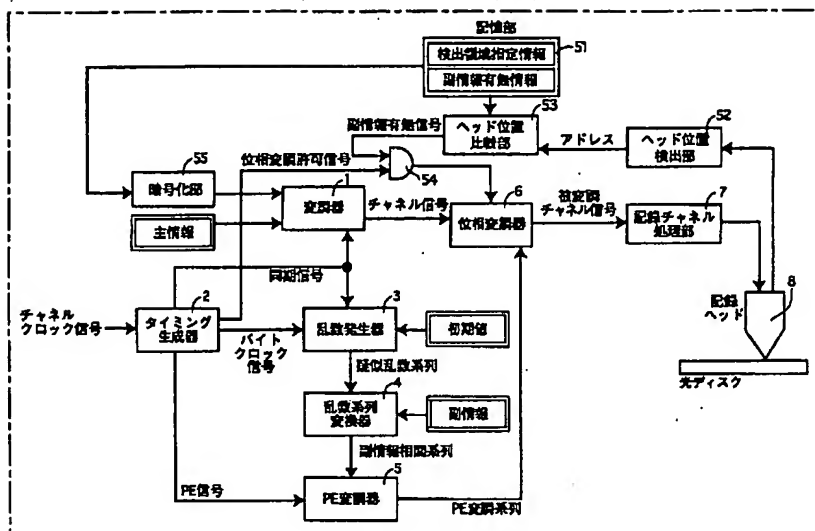 記憶部
51
検出領域指定情報
副情報有無情報
53
52
副情報有無信号
ヘッド位置
比較部
アドレス
ヘッド位置
検出部
位相変調許可信号
55
54
暗号化部
1
変調器
6
7
チャネル信号
位相変調器
被変調
チャネル信号
記録チャネル
処理部
主情報
同期信号
2
3
8
チャネル
クロック信号
タイミング
生成器
バイト
クロック
信号
乱数発生器
初期値
記録
ヘッド
疑似乱数系列
4
乱数系列
変換器
副情報
光ディスク
副情報相関系列
5
PE信号
PE変調器
PE変調系列